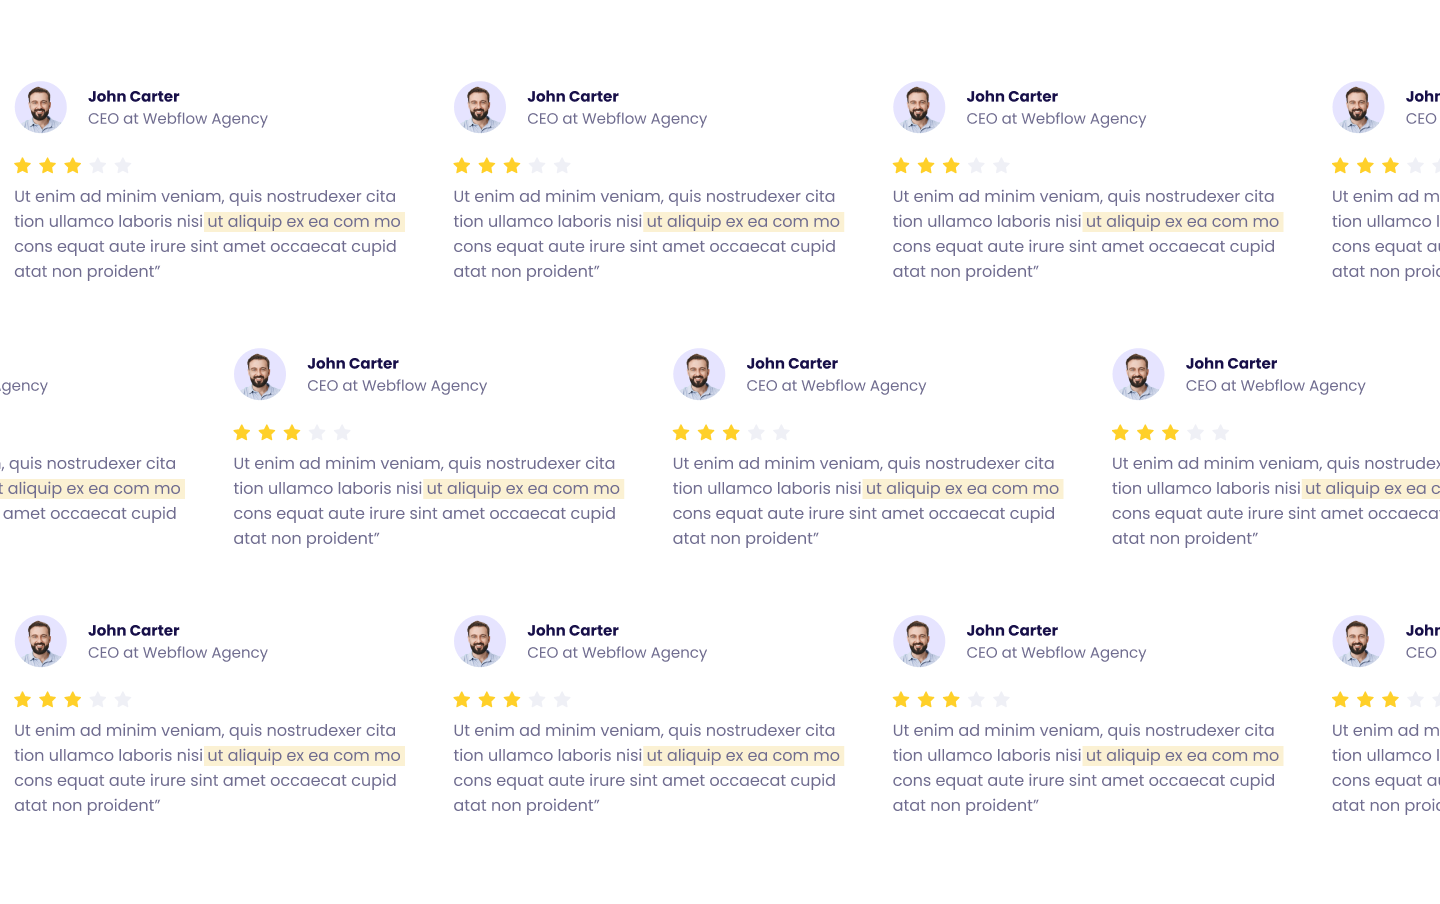 John Carter
CEO at Webflow Agency
Ut enim ad minim veniam, quis nostrudexer cita
tion ullamco laboris nisi ut aliquip ex ea com mo
cons equat aute irure sint amet occaecat cupid
atat non proident”
John Carter
CEO at Webflow Agency
Ut enim ad minim veniam, quis nostrudexer cita
tion ullamco laboris nisi ut aliquip ex ea com mo
cons equat aute irure sint amet occaecat cupid
atat non proident”
John Carter
CEO at Webflow Agency
Ut enim ad minim veniam, quis nostrudexer cita
tion ullamco laboris nisi ut aliquip ex ea com mo
cons equat aute irure sint amet occaecat cupid
atat non proident”
CEO
Ut enim ad
tion ullamco
cons equat
atat non
quis nostrudexer cita
aliquip ex ea com mo
amet occaecat cupid
John Carter
CEO at Webflow Agency
Ut enim ad minim veniam, quis nostrudexer cita
tion ullamco laboris nisi ut aliquip ex ea com mo
cons equat aute irure sint amet occaecat cupid
atat non proident”
John Carter
CEO at Webflow Agency
Ut enim ad minim veniam, quis nostrudexer cita
tion ullamco laboris nisi ut aliquip ex ea com mo
cons equat aute irure sint amet occaecat cupid
atat non proident”
John Carter
CEO at Webflow Agency
Ut enim ad minim veniam, quis
tion ullamco laboris nisi ut aliquip ex ea
cons equat aute irure sint amet
atat non proident”
John Carter
CEO at Webflow Agency
Ut enim ad minim veniam, quis nostrudexer cita
tion ullamco laboris nisi ut aliquip ex ea com mo
cons equat aute irure sint amet occaecat cupid
atat non proident”
John Carter
CEO at Webflow Agency
Ut enim ad minim veniam, quis nostrudexer cita
tion ullamco laboris nisi ut aliquip ex ea com mo
cons equat aute irure sint amet occaecat cupid
atat non proident”
John Carter
CEO at Webflow Agency
Ut enim ad minim veniam, quis nostrudexer cita
tion ullamco laboris nisi ut aliquip ex ea com mo
cons equat aute irure sint amet occaecat cupid
atat non proident”
CEO
Ut enim ad
tion ullamco
cons equat
atat non